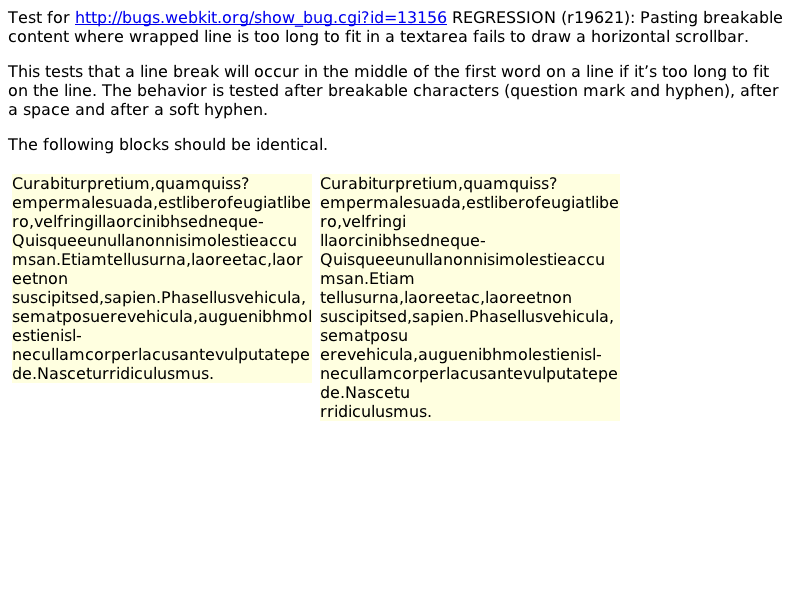 Test for http://bugs.webkit.org/show_bug.cgi?id=13156 REGRESSION (r19621): Pasting breakable
content where wrapped line is too long to fit in a textarea fails to draw a horizontal scrollbar.
This tests that a line break will occur in the middle of the first word on a line if it’s too long to fit
on the line. The behavior is tested after breakable characters (question mark and hyphen), after
a space and after a soft hyphen.
The following blocks should be identical.
Curabiturpretium,quamquiss?
empermalesuada,estliberofeugiatlibe
ro,velfringillaorcinibhsedneque-
Quisqueeunullanonnisimolestieaccu
msan.Etiamtellusurna,laoreetac,laor
eetnon
suscipitsed,sapien.Phasellusvehicula,
sematposuerevehicula,auguenibhmol
estienisl-
necullamcorperlacusantevulputatepe
de.Nasceturridiculusmus.
Curabiturpretium,quamquiss?
empermalesuada,estliberofeugiatlibe
ro,velfringi
llaorcinibhsedneque-
Quisqueeunullanonnisimolestieaccu
msan.Etiam
tellusurna,laoreetac,laoreetnon
suscipitsed,sapien.Phasellusvehicula,
sematposu
erevehicula,auguenibhmolestienisl-
necullamcorperlacusantevulputatepe
de.Nascetu
rridiculusmus.